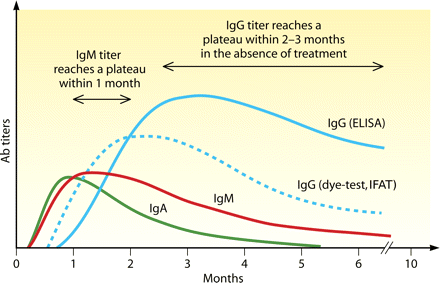 IgG titer reaches a
plateau within 2–3 months
in the absence of treatment
IgM titer
reaches a plateau
within 1 month
IgG (ELISA)
IgG (dye-test, IFAT)
IgM
IgA
Ab titers
0 1 2 3 4 5 6 10
Months